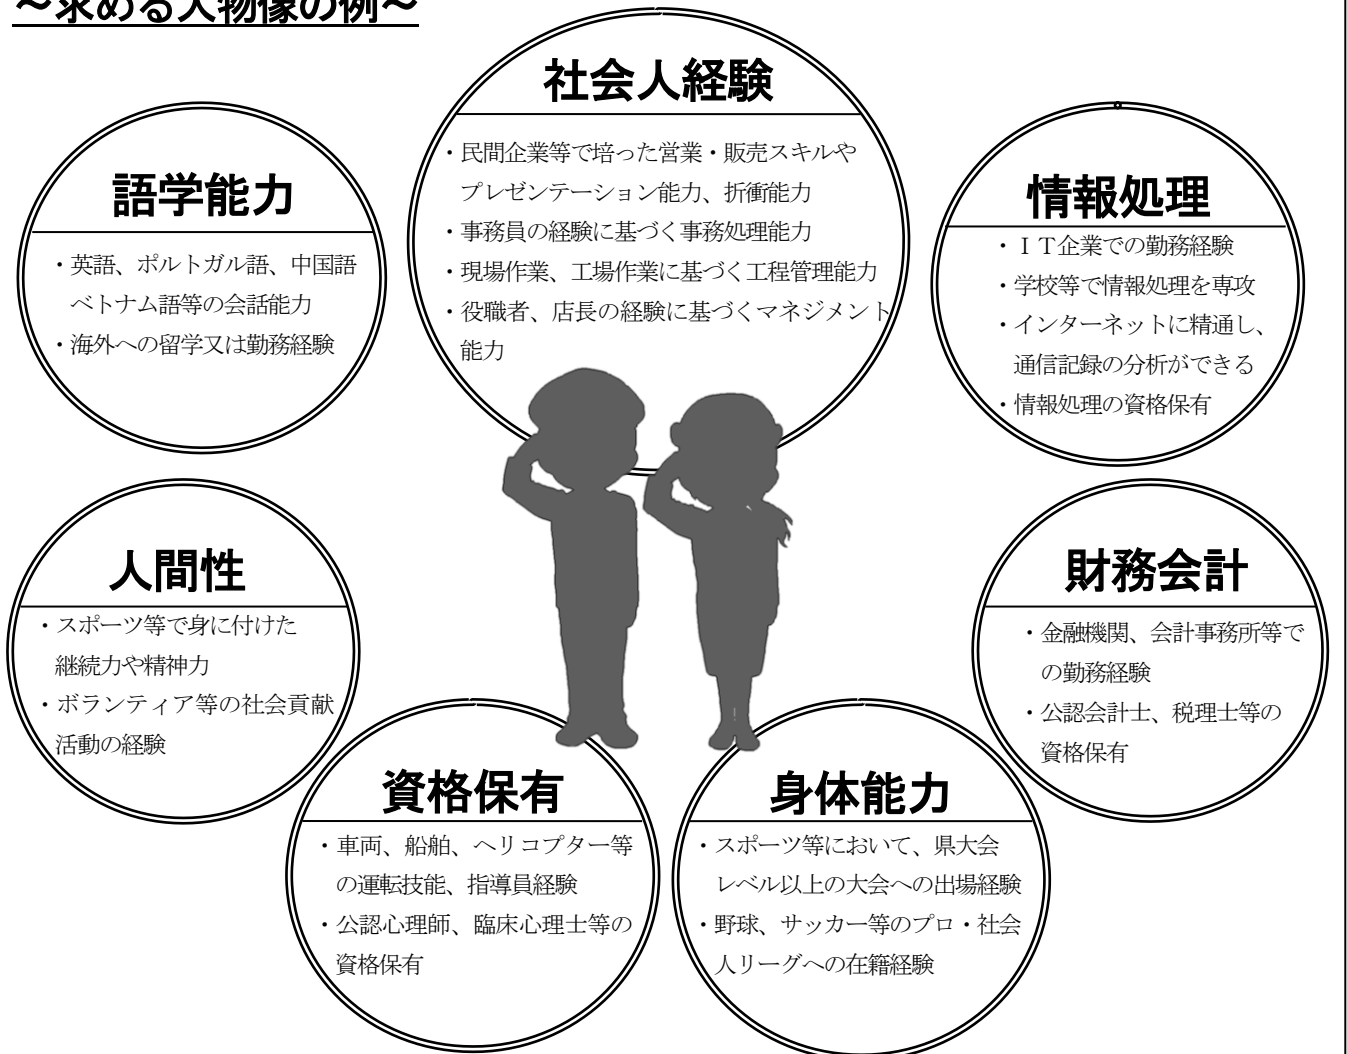 ～求める人物像の例～
社会人経験
・民間企業等で培った営業・販売スキルや
プレゼンテーション能力、折衝能力
・事務員の経験に基づく事務処理能力
・現場作業、工場作業に基づく工程管理能力
・役職者、店長の経験に基づくマネジメント
能力
語学能力
・英語、ポルトガル語、中国語
ベトナム語等の会話能力
・海外への留学又は勤務経験
情報処理
・ＩＴ企業での勤務経験
・学校等で情報処理を専攻
・インターネットに精通し、
通信記録の分析ができる
・情報処理の資格保有
人間性
・スポーツ等で身に付けた
継続力や精神力
・ボランティア等の社会貢献
活動の経験
財務会計
・金融機関、会計事務所等で
の勤務経験
・公認会計士、税理士等の
資格保有
資格保有
・車両、船舶、ヘリコプター等
の運転技能、指導員経験
・公認心理師、臨床心理士等の
資格保有
身体能力
・スポーツ等において、県大会
レベル以上の大会への出場経験
・野球、サッカー等のプロ・社会
人リーグへの在籍経験